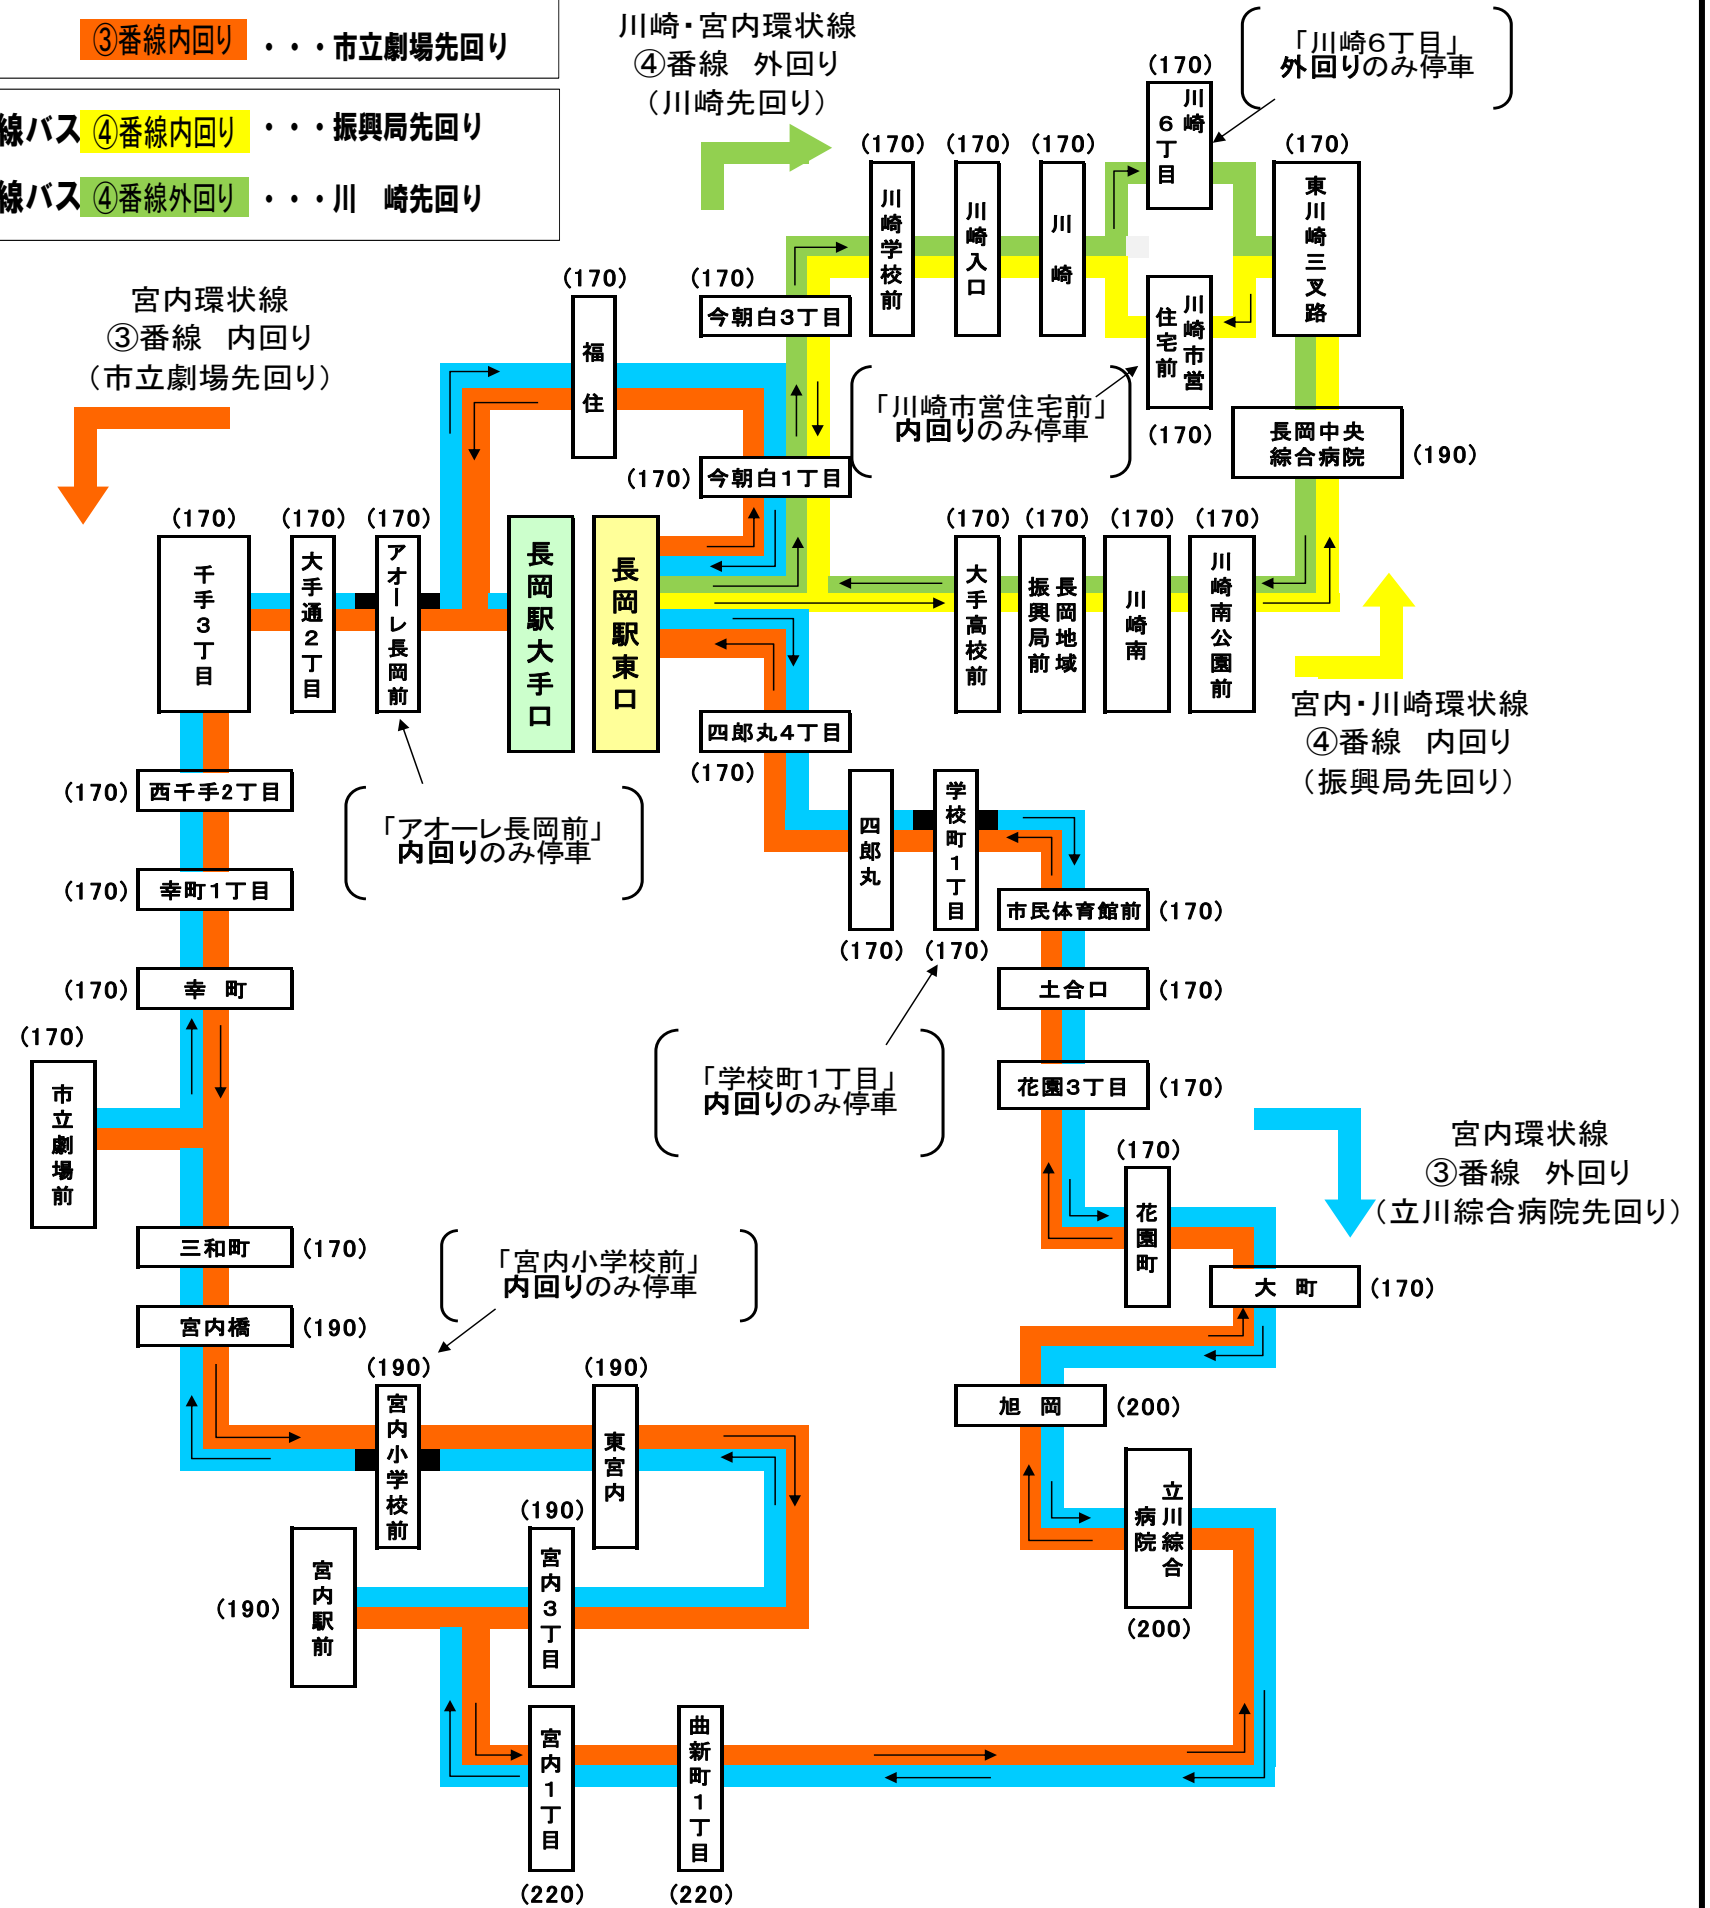 ③番線内回り ・・・市立劇場先回り
線バス ④番線内回り ・・・振興局先回り
線バス ④番線外回り ・・・川　崎先回り
川崎・宮内環状線
④番線　外回り
（川崎先回り）
「川崎６丁目」
外回りのみ停車
(170)
川崎６丁目
(170)
川崎学校前
(170)
川崎入口
(170)
川　崎
(170)
東川崎三叉路
宮内環状線
③番線　内回り
（市立劇場先回り）
(170)
福　住
(170)
今朝白３丁目
川崎市営住宅前
(170)
「川崎市営住宅前」
内回りのみ停車
長岡中央
綜合病院
(190)
(170)
今朝白１丁目
(170)
千手３丁目
(170)
大手通２丁目
(170)
アオーレ長岡前
長岡駅大手口
長岡駅東口
(170)
大手高校前
(170)
長岡地域振興局前
(170)
川崎南
(170)
川崎南公園前
宮内・川崎環状線
④番線　内回り
（振興局先回り）
四郎丸４丁目
(170)
(170)
西千手２丁目
「アオーレ長岡前」
内回りのみ停車
四郎丸
(170)
学校町１丁目
(170)
(170)
幸町１丁目
市民体育館前
(170)
(170)
幸　町
土合口
(170)
(170)
市立劇場前
「学校町１丁目」
内回りのみ停車
花園３丁目
(170)
宮内環状線
③番線　外回り
（立川綜合病院先回り）
(170)
花園町
三和町
(170)
「宮内小学校前」
内回りのみ停車
大　町
(170)
宮内橋
(190)
(190)
宮内小学校前
(190)
東宮内
旭　岡
(200)
立川綜合病院
(200)
(190)
宮内３丁目
(190)
宮内駅前
宮内１丁目
(220)
曲新町１丁目
(220)